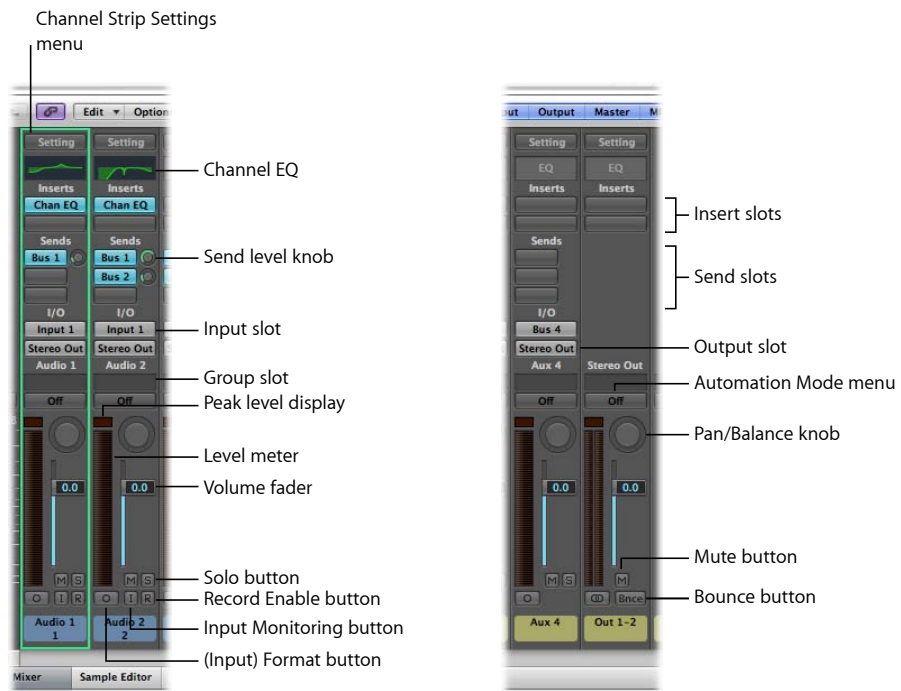 Channel Strip Settings
menu
Edit
Option
Output
Master
Setting
Setting
Setting
Setting
Channel EQ
EQ
EQ
Inserts
Inserts
Inserts
Inserts
Chan EQ
Chan EQ
Insert slots
Sends
Sends
Sends
Bus 1
Bus 1
Send level knob
Bus 2
Send slots
I/O
I/O
I/O
Input 1
Input 1
Input slot
Bus 4
Stereo Out
Stereo Out
Stereo Out
Output slot
Audio 1
Audio 2
Group slot
Aux 4
Stereo Out
Automation Mode menu
Off
Off
Peak level display
Off
Off
Pan/Balance knob
Level meter
0.0
0.0
Volume fader
0.0
0.0
Mute button
M S
M S
Solo button
M S
M
I R
I R
Record Enable button
Bnce
Bounce button
Audio 1
1
Audio 2
2
Input Monitoring button
Aux 4
Out 1-2
(Input) Format button
Mixer
Sample Editor